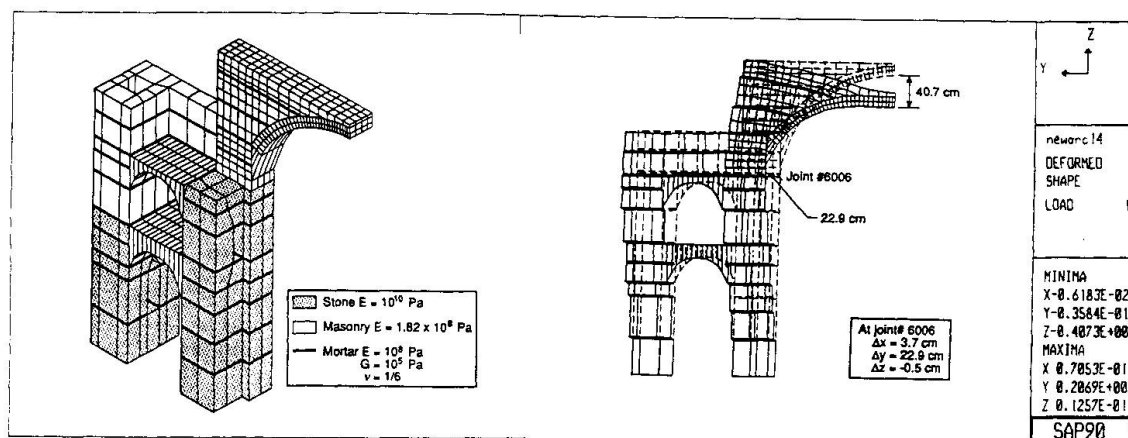 Stone E = 10¹⁰ Pa
Masonry E = 1.82 x 10⁸ Pa
Mortar E = 10⁸ Pa
G = 10⁵ Pa
ν = 1/6
40.7 cm
Joint #6006
22.9 cm
At joint# 6006
Δx = 3.7 cm
Δy = 22.9 cm
Δz = -0.5 cm
Z
Y
newarc14
DEFORMED
SHAPE
LOAD
MINIMA
X-0.6183E-02
Y-0.3584E-01
Z-0.4073E+00
MAXIMA
X 0.7053E-01
Y 0.2069E+00
Z 0.1257E-01
SAP90